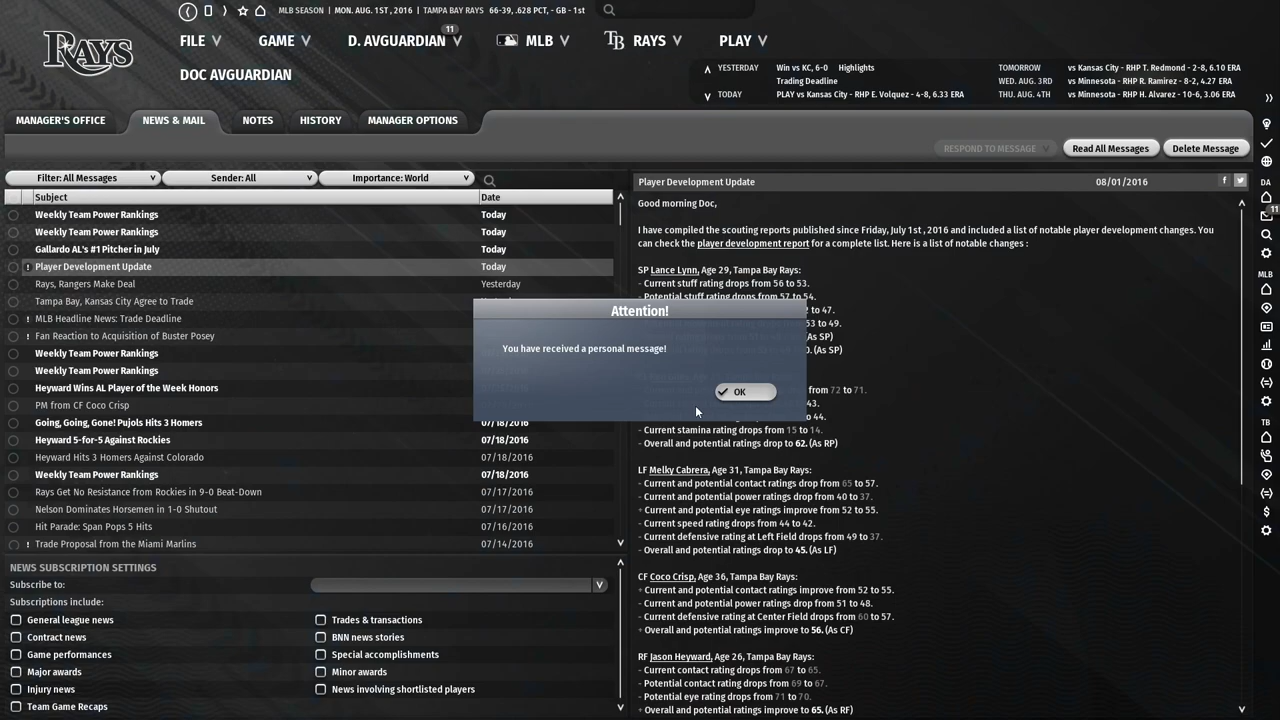 MLB SEASON | MON. AUG. 1ST , 2016 | TAMPA BAY RAYS 66-39, .628 PCT, - GB - 1st
RAYS
FILE
GAME
D. AVGUARDIAN
11
MLB
TB RAYS
PLAY
DOC AVGUARDIAN
YESTERDAY Win vs KC, 6-0 Highlights TOMORROW vs Kansas City - RHP T. Redmond - 2-8, 6.10 ERA
Trading Deadline WED. AUG. 3RD vs Minnesota - RHP R. Ramirez - 8-2, 4.27 ERA
TODAY PLAY vs Kansas City - RHP E. Volquez - 4-8, 6.33 ERA THU. AUG. 4TH vs Minnesota - RHP H. Alvarez - 10-6, 3.06 ERA
MANAGER'S OFFICE NEWS & MAIL NOTES HISTORY MANAGER OPTIONS
RESPOND TO MESSAGE Read All Messages Delete Message
Filter: All Messages Sender: All Importance: World
Subject Date
Weekly Team Power Rankings Today
Weekly Team Power Rankings Today
Gallardo AL's #1 Pitcher in July Today
! Player Development Update Today
Rays, Rangers Make Deal Yesterday
Tampa Bay, Kansas City Agree to Trade
! MLB Headline News: Trade Deadline
! Fan Reaction to Acquisition of Buster Posey
Weekly Team Power Rankings
Weekly Team Power Rankings
Heyward Wins AL Player of the Week Honors
PM from CF Coco Crisp
Going, Going, Gone! Pujols Hits 3 Homers 07/18/2016
Heyward 5-for-5 Against Rockies 07/18/2016
Heyward Hits 3 Homers Against Colorado 07/18/2016
Weekly Team Power Rankings 07/18/2016
Rays Get No Resistance from Rockies in 9-0 Beat-Down 07/17/2016
Nelson Dominates Horsemen in 1-0 Shutout 07/17/2016
Hit Parade: Span Pops 5 Hits 07/16/2016
! Trade Proposal from the Miami Marlins 07/14/2016
NEWS SUBSCRIPTION SETTINGS
Subscribe to:
Subscriptions include:
General league news Trades & transactions
Contract news BNN news stories
Game performances Special accomplishments
Major awards Minor awards
Injury news News involving shortlisted players
Team Game Recaps
Attention!
You have received a personal message!
OK
Player Development Update 08/01/2016
Good morning Doc,
I have compiled the scouting reports published since Friday, July 1st , 2016 and included a list of notable player development changes. You
can check the player development report for a complete list. Here is a list of notable changes :
SP Lance Lynn, Age 29, Tampa Bay Rays:
- Current stuff rating drops from 56 to 53.
- Potential stuff rating drops from 57 to 54.
to 47.
53 to 49.
(As SP)
(As SP)
from 72 to 71.
43.
to 44.
- Current stamina rating drops from 15 to 14.
- Overall and potential ratings drop to 62. (As RP)
LF Melky Cabrera, Age 31, Tampa Bay Rays:
- Current and potential contact ratings drop from 65 to 57.
- Current and potential power ratings drop from 40 to 37.
+ Current and potential eye ratings improve from 52 to 55.
- Current speed rating drops from 44 to 42.
- Current defensive rating at Left Field drops from 49 to 37.
- Overall and potential ratings drop to 45. (As LF)
CF Coco Crisp, Age 36, Tampa Bay Rays:
+ Current and potential contact ratings improve from 52 to 55.
- Current and potential power ratings drop from 51 to 48.
- Current defensive rating at Center Field drops from 60 to 57.
+ Overall and potential ratings improve to 56. (As CF)
RF Jason Heyward, Age 26, Tampa Bay Rays:
- Current contact rating drops from 67 to 65.
- Potential contact rating drops from 69 to 67.
- Potential eye rating drops from 71 to 70.
+ Overall and potential ratings improve to 65. (As RF)
DA
11
MLB
TB